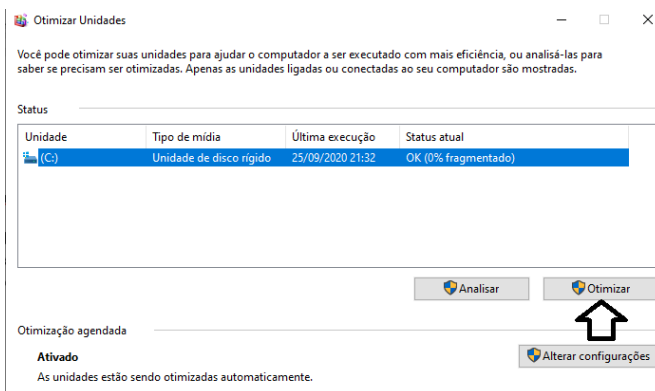 Otimizar Unidades
Você pode otimizar suas unidades para ajudar o computador a ser executado com mais eficiência, ou analisá-las para
saber se precisam ser otimizadas. Apenas as unidades ligadas ou conectadas ao seu computador são mostradas.
Status
Unidade Tipo de mídia Última execução Status atual
(C:) Unidade de disco rígido 25/09/2020 21:32 OK (0% fragmentado)
Analisar Otimizar
Otimização agendada
Ativado Alterar configurações
As unidades estão sendo otimizadas automaticamente.